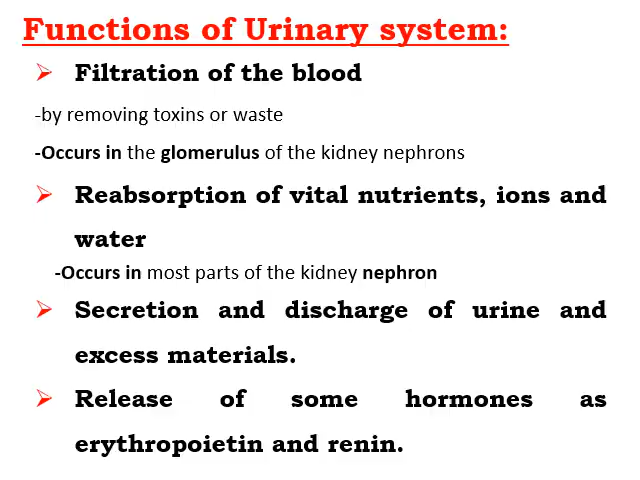 Functions of Urinary system:
➢ Filtration of the blood
-by removing toxins or waste
-Occurs in the glomerulus of the kidney nephrons
➢ Reabsorption of vital nutrients, ions and
water
-Occurs in most parts of the kidney nephron
➢ Secretion and discharge of urine and
excess materials.
➢ Release of some hormones as
erythropoietin and renin.